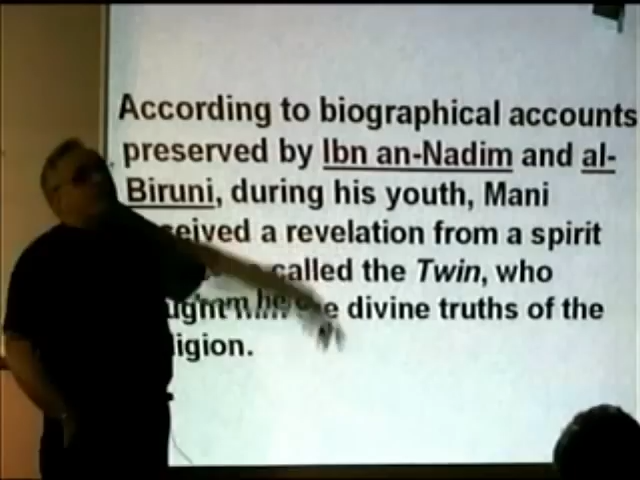 According to biographical accounts
preserved by Ibn an-Nadim and al-
Biruni, during his youth, Mani
a revelation from a spirit
called the Twin, who
divine truths of the